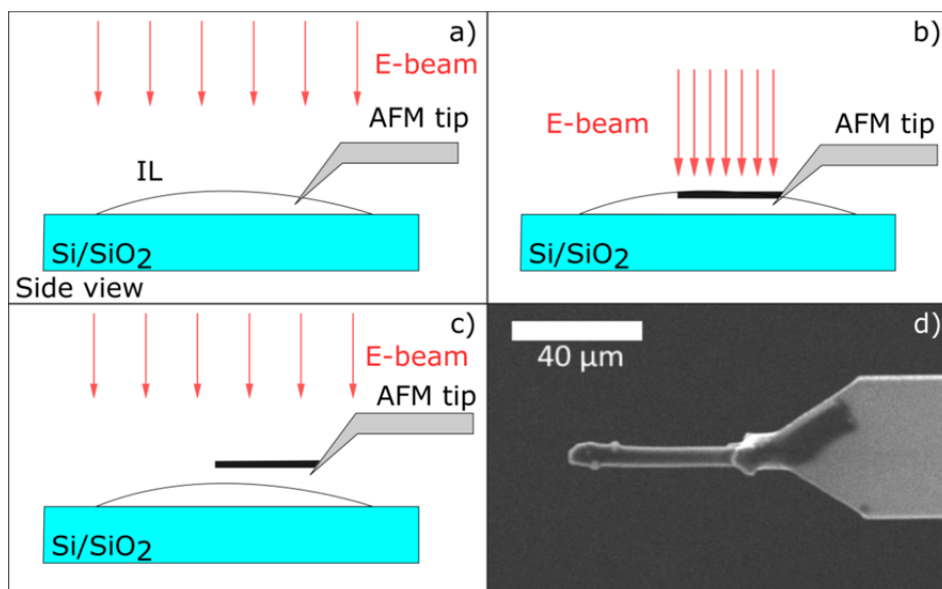 a)
E-beam
AFM tip
IL
Si/SiO2
Side view
b)
E-beam
AFM tip
Si/SiO2
c)
E-beam
AFM tip
Si/SiO2
d)
40 μm